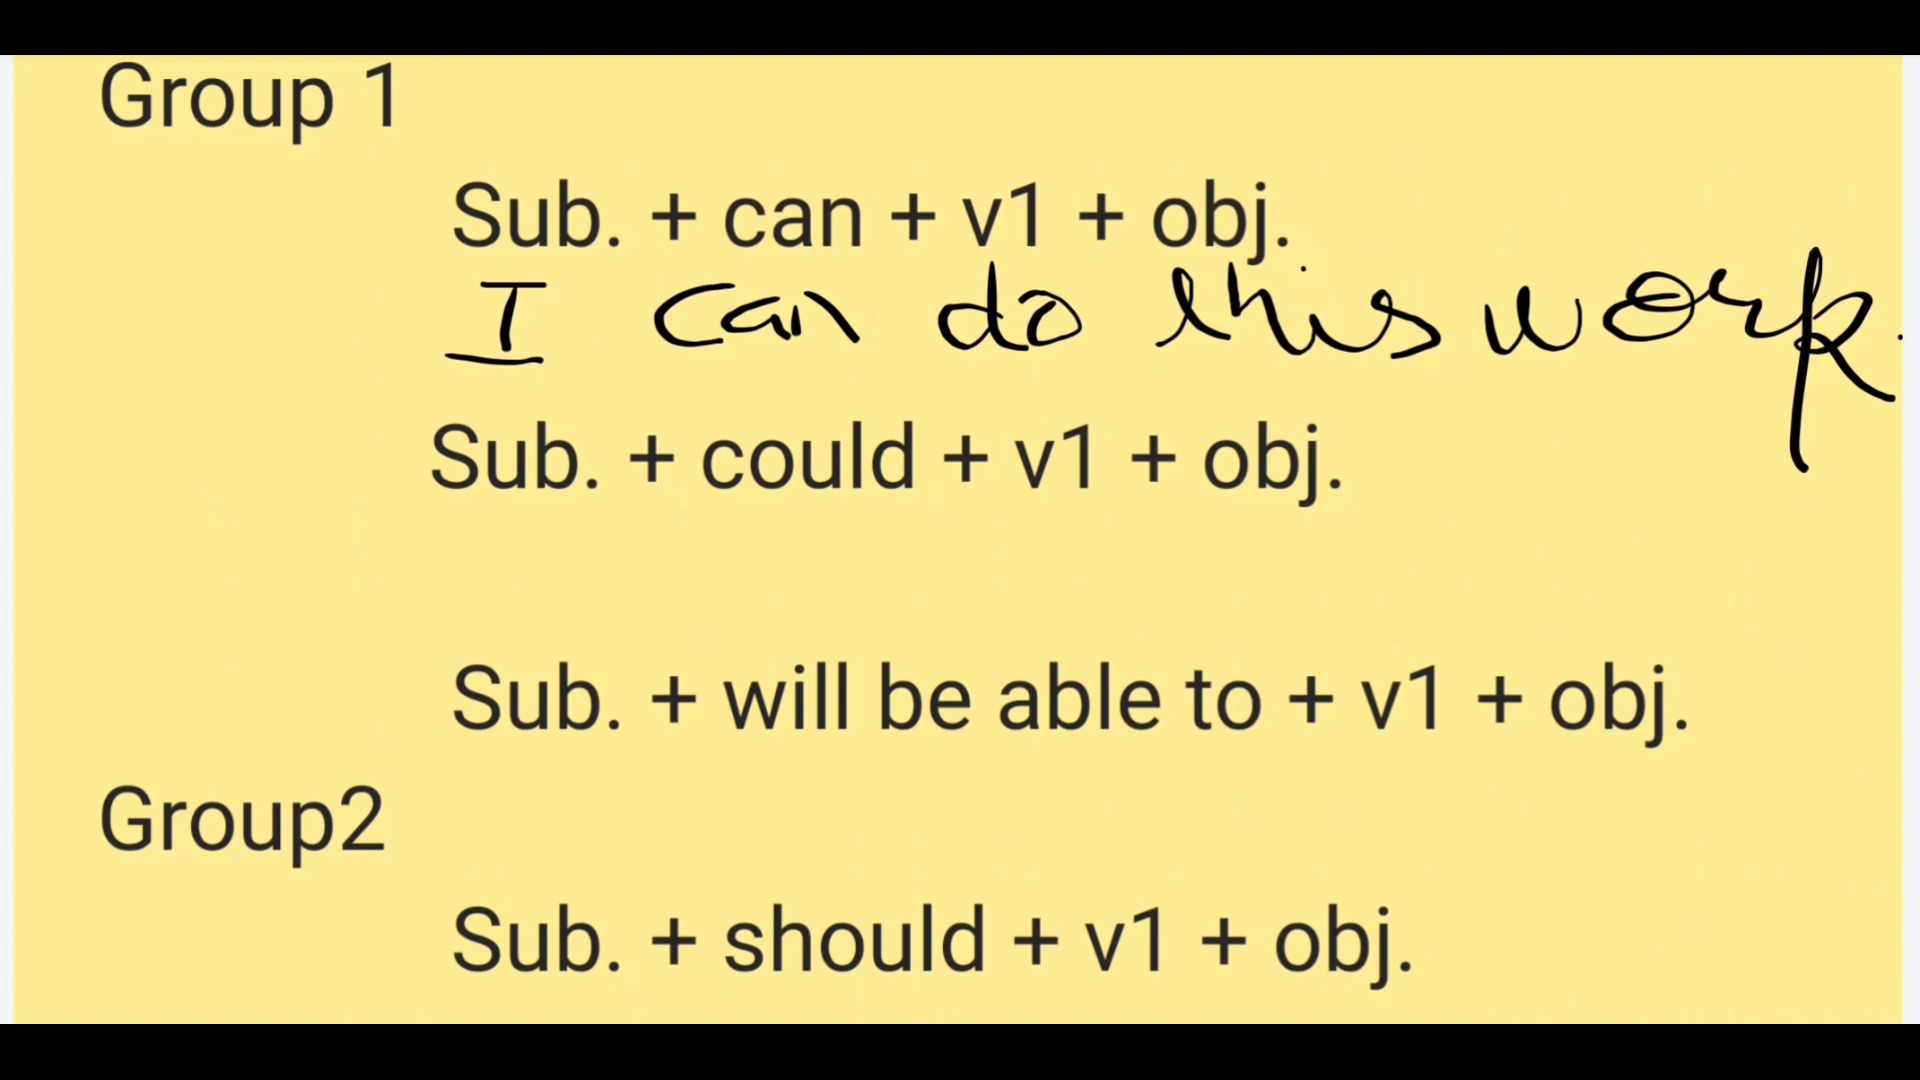 Group 1
Sub. + can + v1 + obj.
I can do this work.
Sub. + could + v1 + obj.
Sub. + will be able to + v1 + obj.
Group2
Sub. + should + v1 + obj.